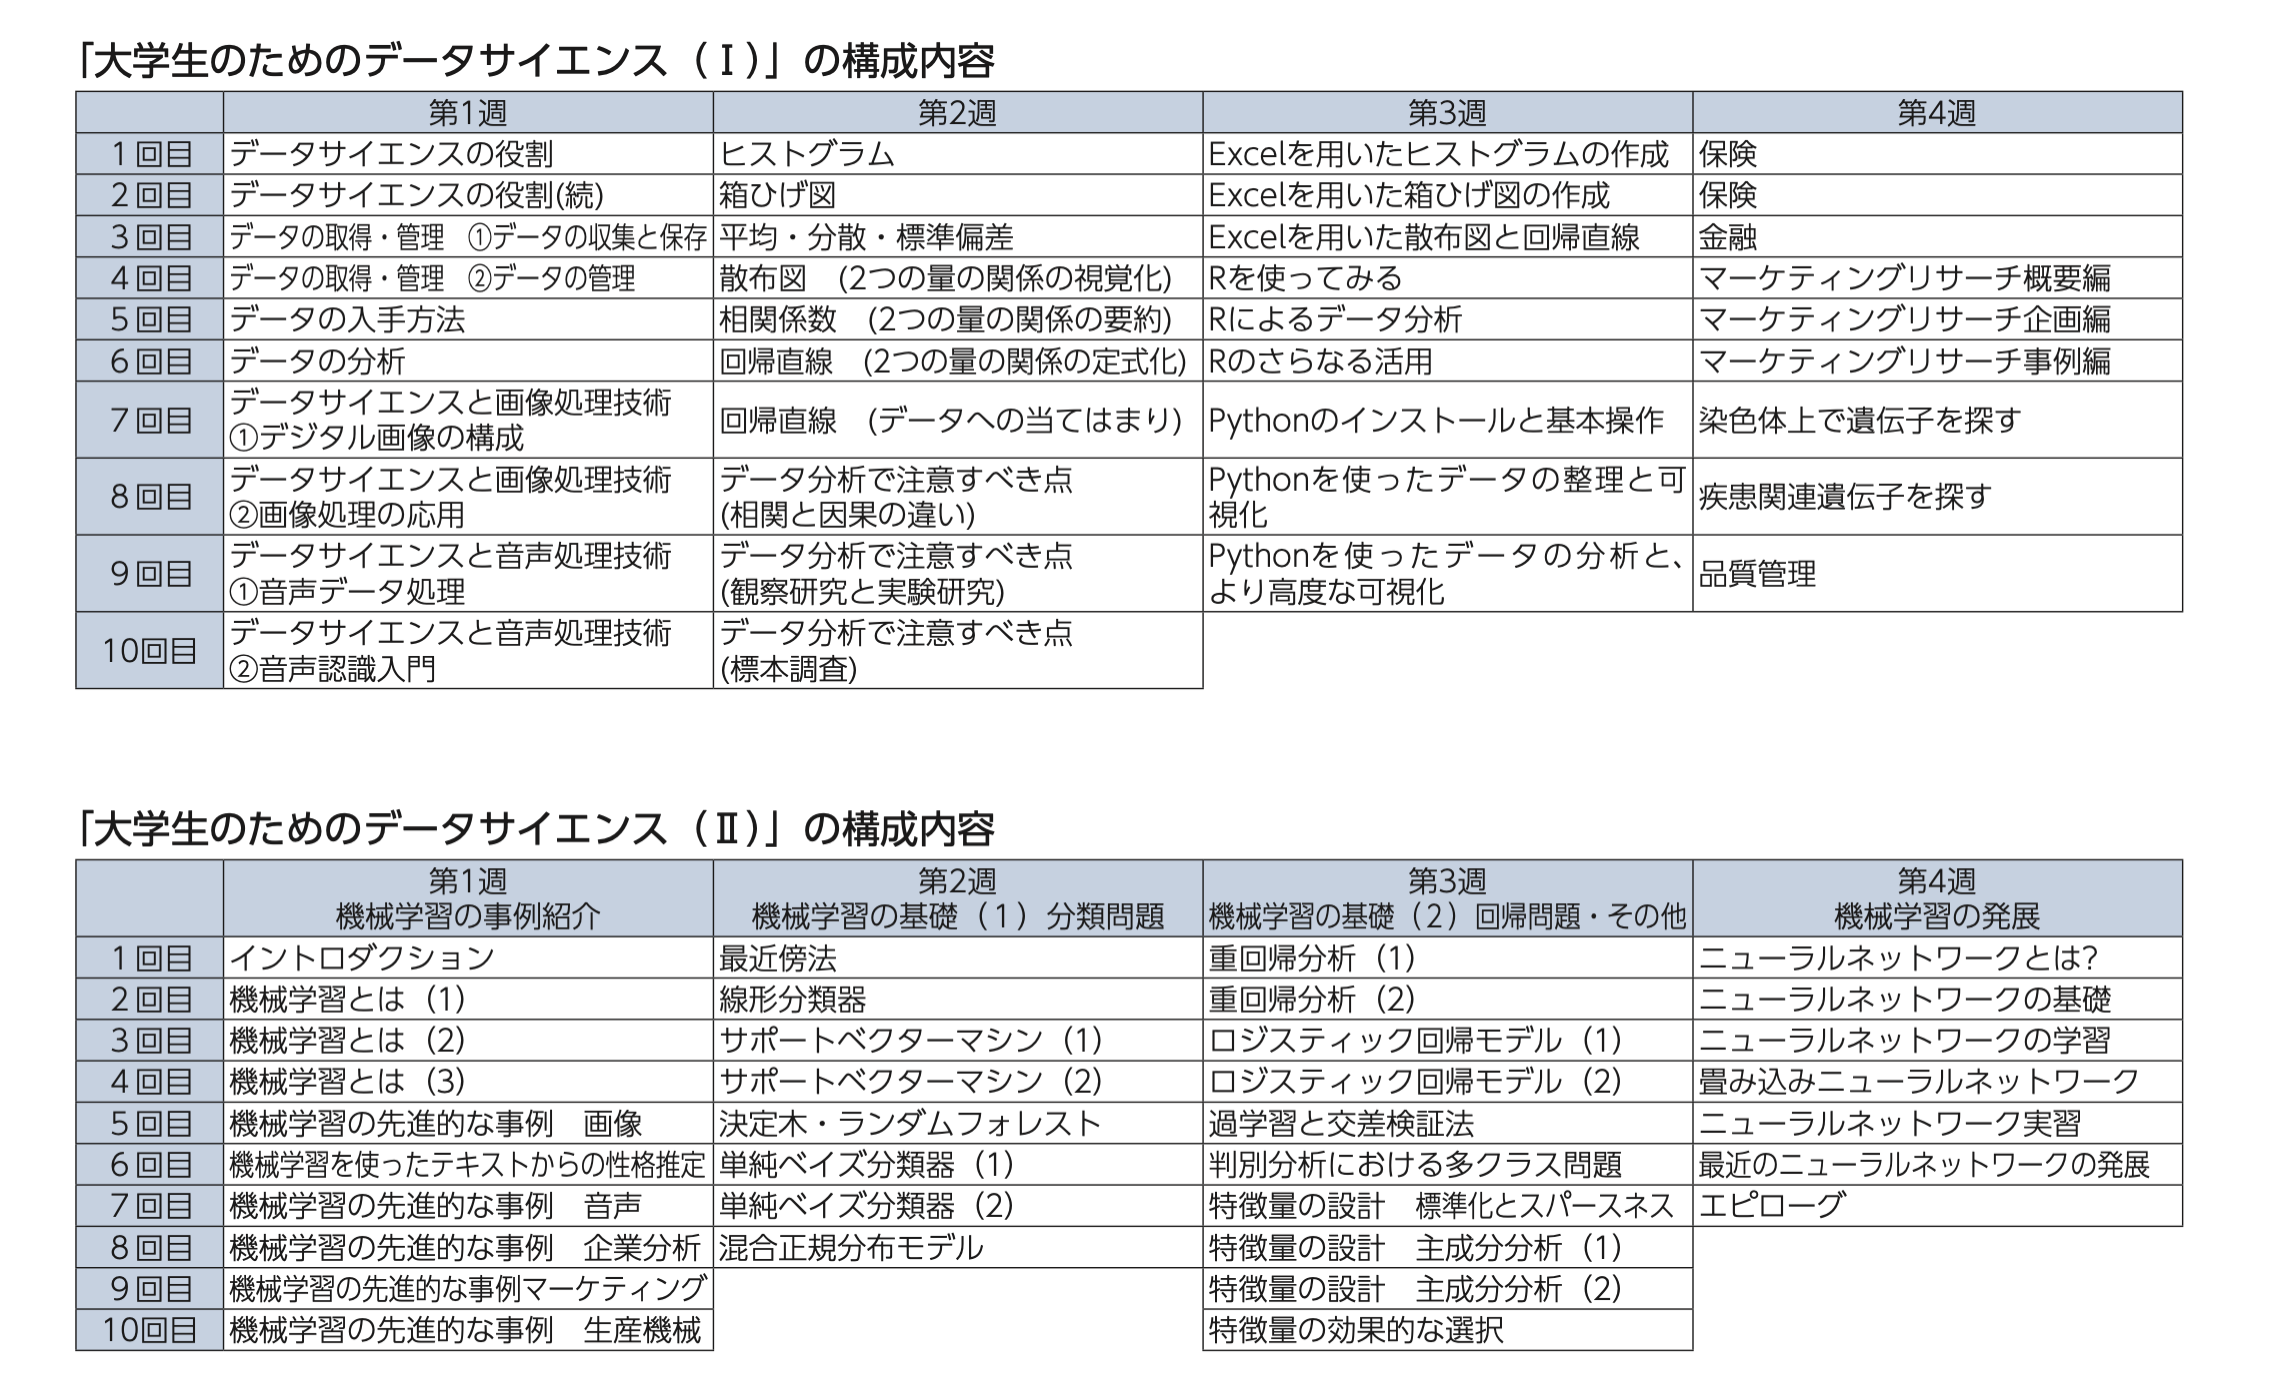 「大学生のためのデータサイエンス（Ⅰ）」の構成内容
第1週 第2週 第3週 第4週
1回目 データサイエンスの役割 ヒストグラム Excelを用いたヒストグラムの作成 保険
2回目 データサイエンスの役割(続) 箱ひげ図 Excelを用いた箱ひげ図の作成 保険
3回目 データの取得・管理　①データの収集と保存 平均・分散・標準偏差 Excelを用いた散布図と回帰直線 金融
4回目 データの取得・管理　②データの管理 散布図　(2つの量の関係の視覚化) Rを使ってみる マーケティングリサーチ概要編
5回目 データの入手方法 相関係数　(2つの量の関係の要約) Rによるデータ分析 マーケティングリサーチ企画編
6回目 データの分析 回帰直線　(2つの量の関係の定式化) Rのさらなる活用 マーケティングリサーチ事例編
7回目 データサイエンスと画像処理技術
①デジタル画像の構成 回帰直線　(データへの当てはまり) Pythonのインストールと基本操作 染色体上で遺伝子を探す
8回目 データサイエンスと画像処理技術
②画像処理の応用 データ分析で注意すべき点
(相関と因果の違い) Pythonを使ったデータの整理と可
視化 疾患関連遺伝子を探す
9回目 データサイエンスと音声処理技術
①音声データ処理 データ分析で注意すべき点
(観察研究と実験研究) Pythonを使ったデータの分析と、
より高度な可視化 品質管理
10回目 データサイエンスと音声処理技術
②音声認識入門 データ分析で注意すべき点
(標本調査)
「大学生のためのデータサイエンス（Ⅱ）」の構成内容
第1週 第2週 第3週 第4週
機械学習の事例紹介 機械学習の基礎（1）分類問題 機械学習の基礎（2）回帰問題・その他 機械学習の発展
1回目 イントロダクション 最近傍法 重回帰分析（1） ニューラルネットワークとは?
2回目 機械学習とは（1） 線形分類器 重回帰分析（2） ニューラルネットワークの基礎
3回目 機械学習とは（2） サポートベクターマシン（1） ロジスティック回帰モデル（1） ニューラルネットワークの学習
4回目 機械学習とは（3） サポートベクターマシン（2） ロジスティック回帰モデル（2） 畳み込みニューラルネットワーク
5回目 機械学習の先進的な事例　画像 決定木・ランダムフォレスト 過学習と交差検証法 ニューラルネットワーク実習
6回目 機械学習を使ったテキストからの性格推定 単純ベイズ分類器（1） 判別分析における多クラス問題 最近のニューラルネットワークの発展
7回目 機械学習の先進的な事例　音声 単純ベイズ分類器（2） 特徴量の設計　標準化とスパースネス エピローグ
8回目 機械学習の先進的な事例　企業分析 混合正規分布モデル 特徴量の設計　主成分分析（1）
9回目 機械学習の先進的な事例マーケティング 特徴量の設計　主成分分析（2）
10回目 機械学習の先進的な事例　生産機械 特徴量の効果的な選択